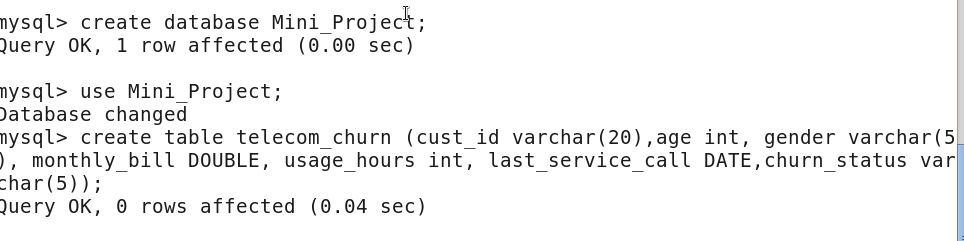 mysql> create database Mini_Project;
Query OK, 1 row affected (0.00 sec)
mysql> use Mini_Project;
Database changed
mysql> create table telecom_churn (cust_id varchar(20),age int, gender varchar(5
), monthly_bill DOUBLE, usage_hours int, last_service_call DATE,churn_status var
char(5));
Query OK, 0 rows affected (0.04 sec)